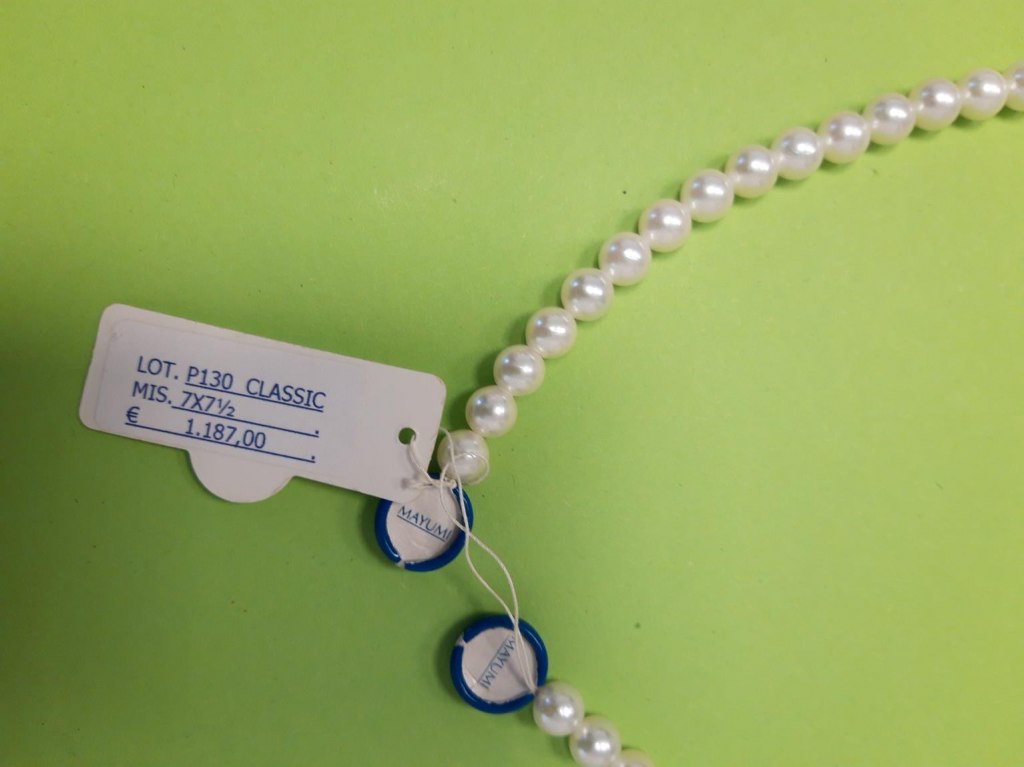 LOT. P130 CLASSIC
MIS. 7X7½ .
€ 1.187,00 .
MAYUMI
MAYUMI